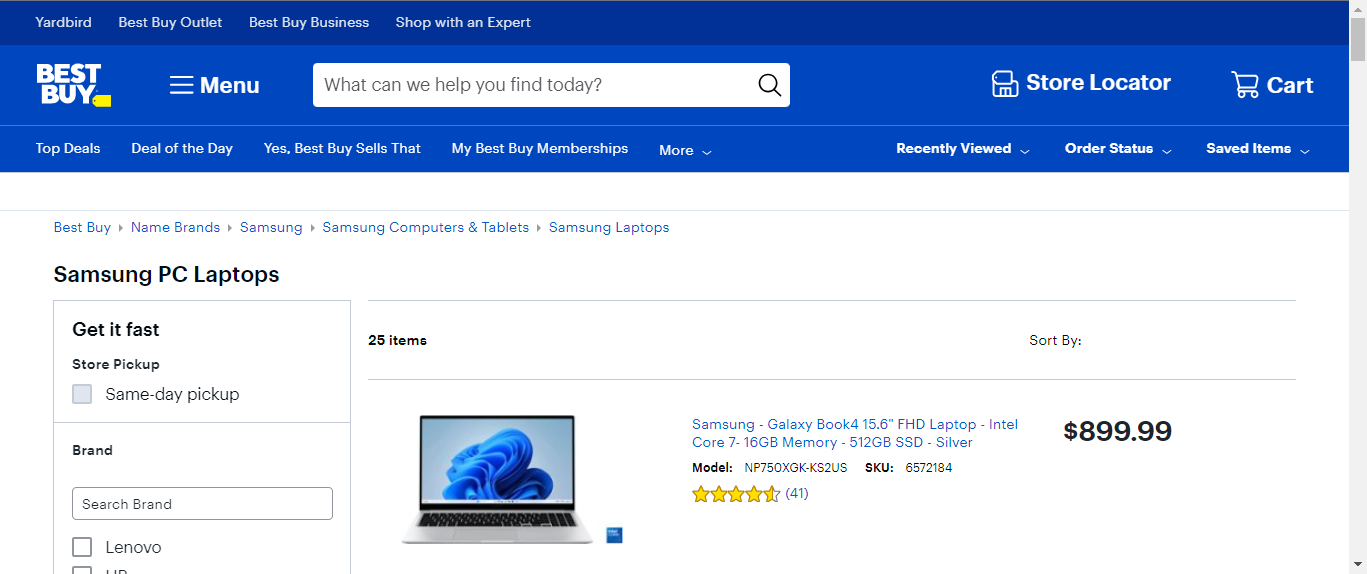 Yardbird Best Buy Outlet Best Buy Business Shop with an Expert
BEST
BUY
Menu
What can we help you find today?
Store Locator
Cart
Top Deals Deal of the Day Yes, Best Buy Sells That My Best Buy Memberships More
Recently Viewed Order Status Saved Items
Best Buy Name Brands Samsung Samsung Computers & Tablets Samsung Laptops
Samsung PC Laptops
Get it fast
Store Pickup
Same-day pickup
Brand
Search Brand
Lenovo
25 items
Sort By:
Samsung - Galaxy Book4 15.6" FHD Laptop - Intel
Core 7- 16GB Memory - 512GB SSD - Silver
Model: NP750XGK-KS2US SKU: 6572184
(41)
$899.99